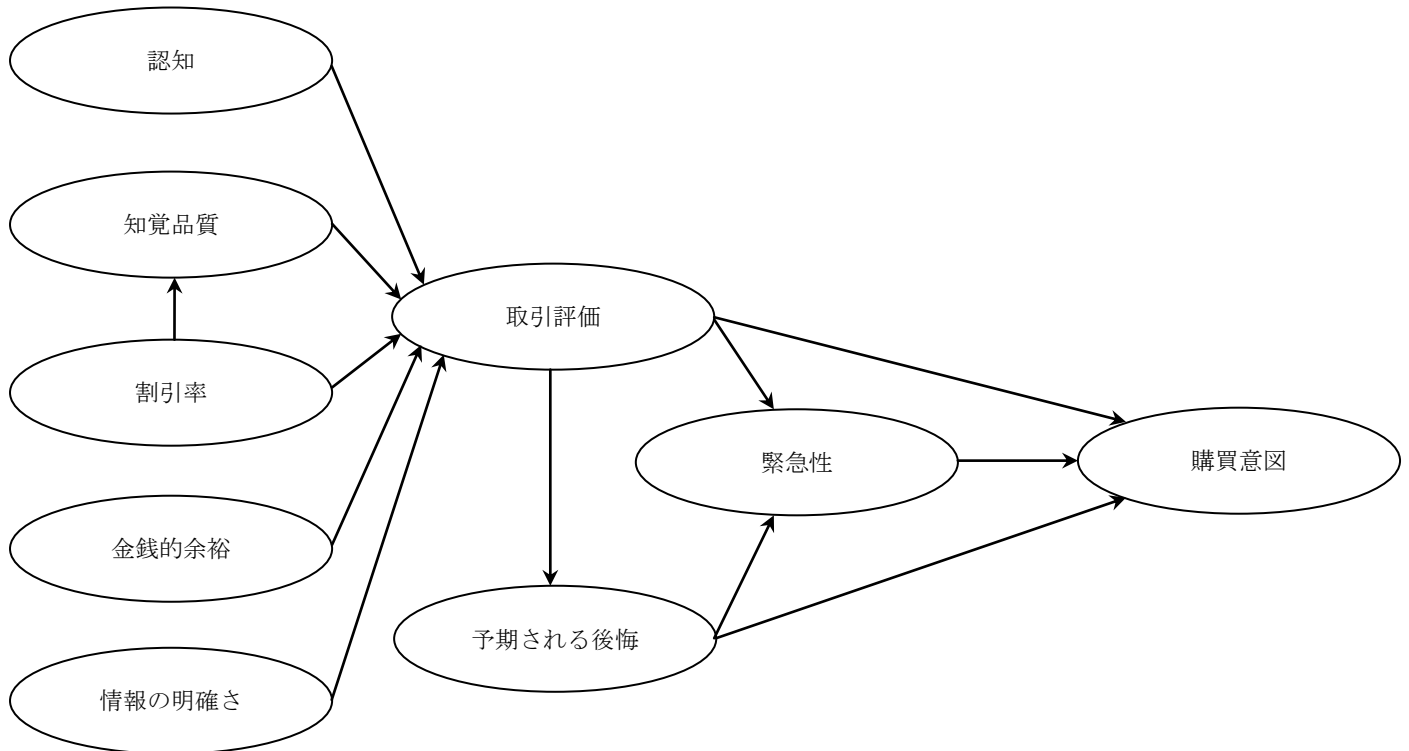 認知
知覚品質
取引評価
割引率
緊急性
購買意図
金銭的余裕
予期される後悔
情報の明確さ